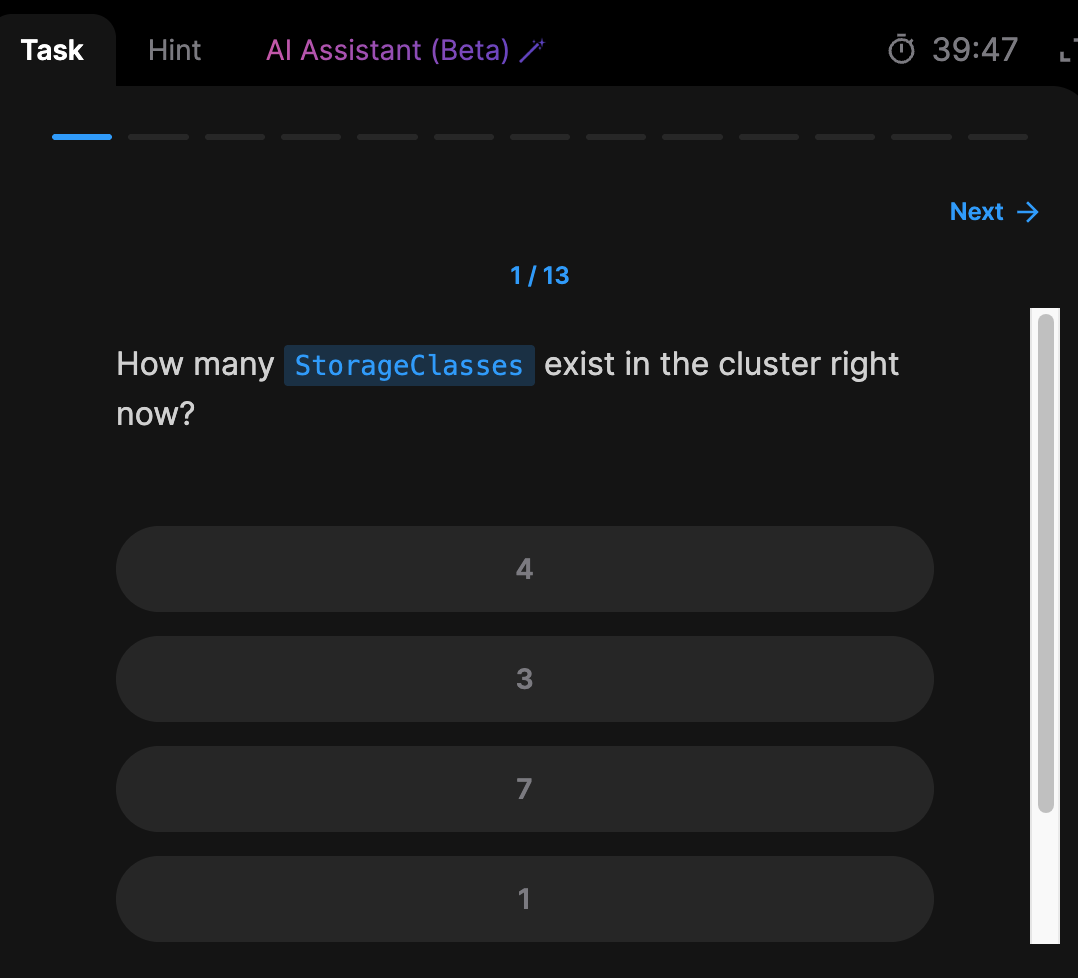 Task Hint AI Assistant (Beta) 39:47
Next →
1 / 13
How many StorageClasses exist in the cluster right
now?
4
3
7
1